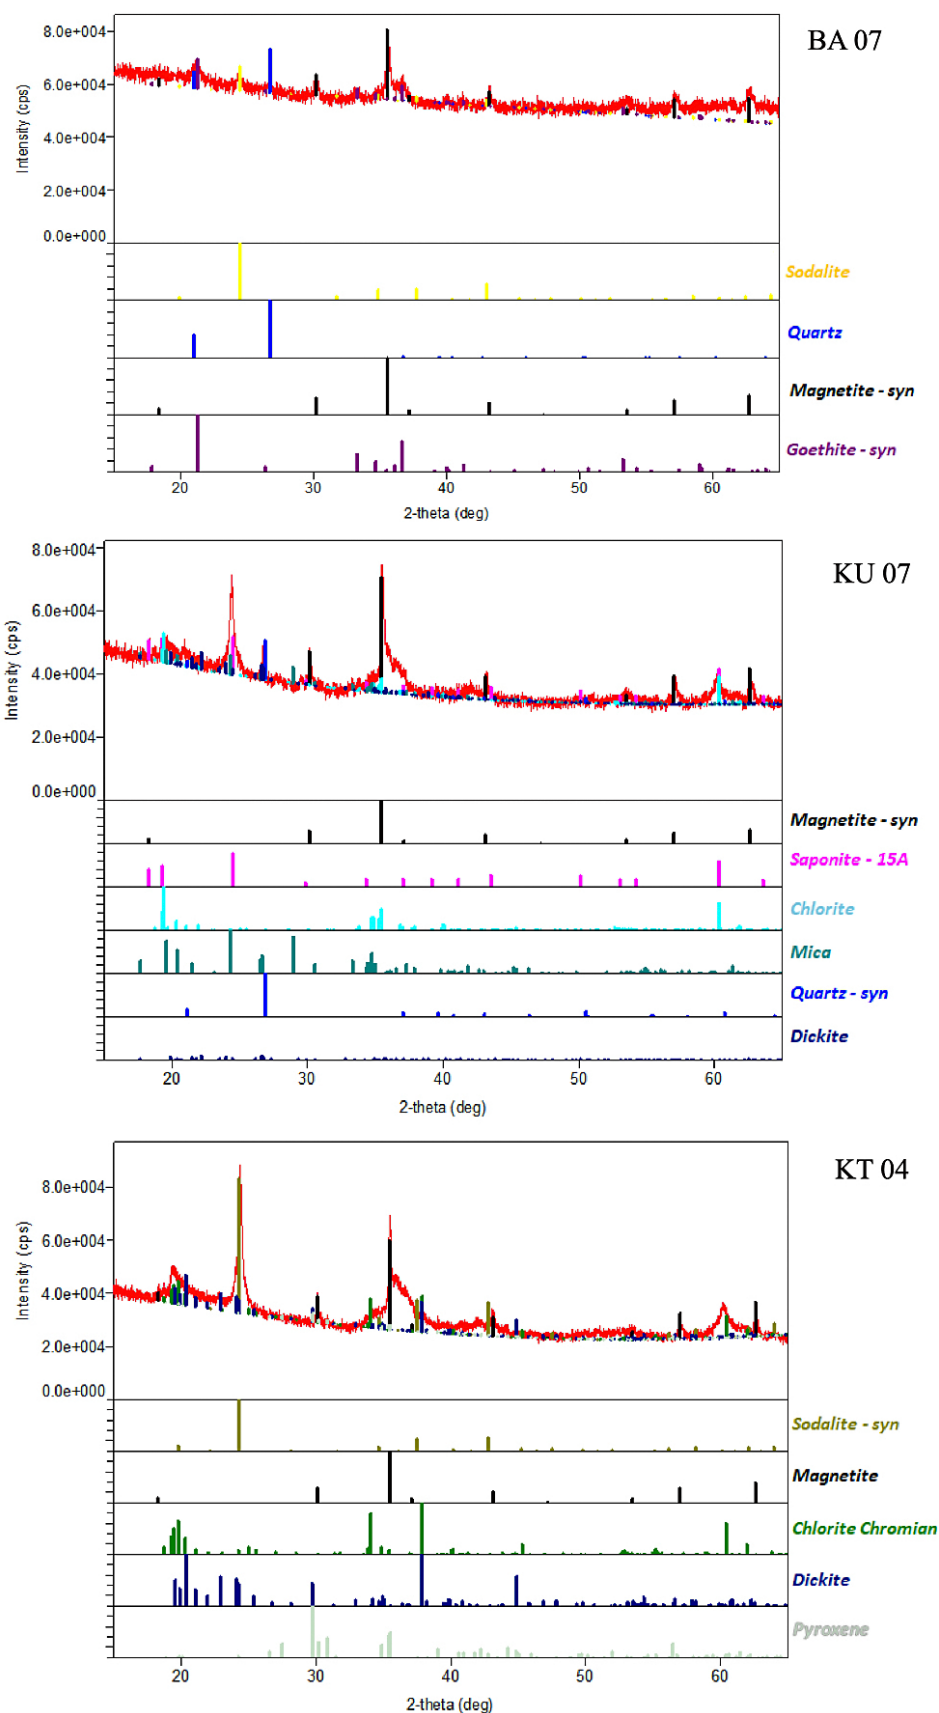 BA 07
8.0e+004
6.0e+004
4.0e+004
2.0e+004
0.0e+000
Intensity (cps)
Sodalite
Quartz
Magnetite - syn
Goethite - syn
20 30 40 50 60
2-theta (deg)
KU 07
8.0e+004
6.0e+004
4.0e+004
2.0e+004
0.0e+000
Intensity (cps)
Magnetite - syn
Saponite - 15A
Chlorite
Mica
Quartz - syn
Dickite
20 30 40 50 60
2-theta (deg)
KT 04
8.0e+004
6.0e+004
4.0e+004
2.0e+004
0.0e+000
Intensity (cps)
Sodalite - syn
Magnetite
Chlorite Chromian
Dickite
Pyroxene
20 30 40 50 60
2-theta (deg)